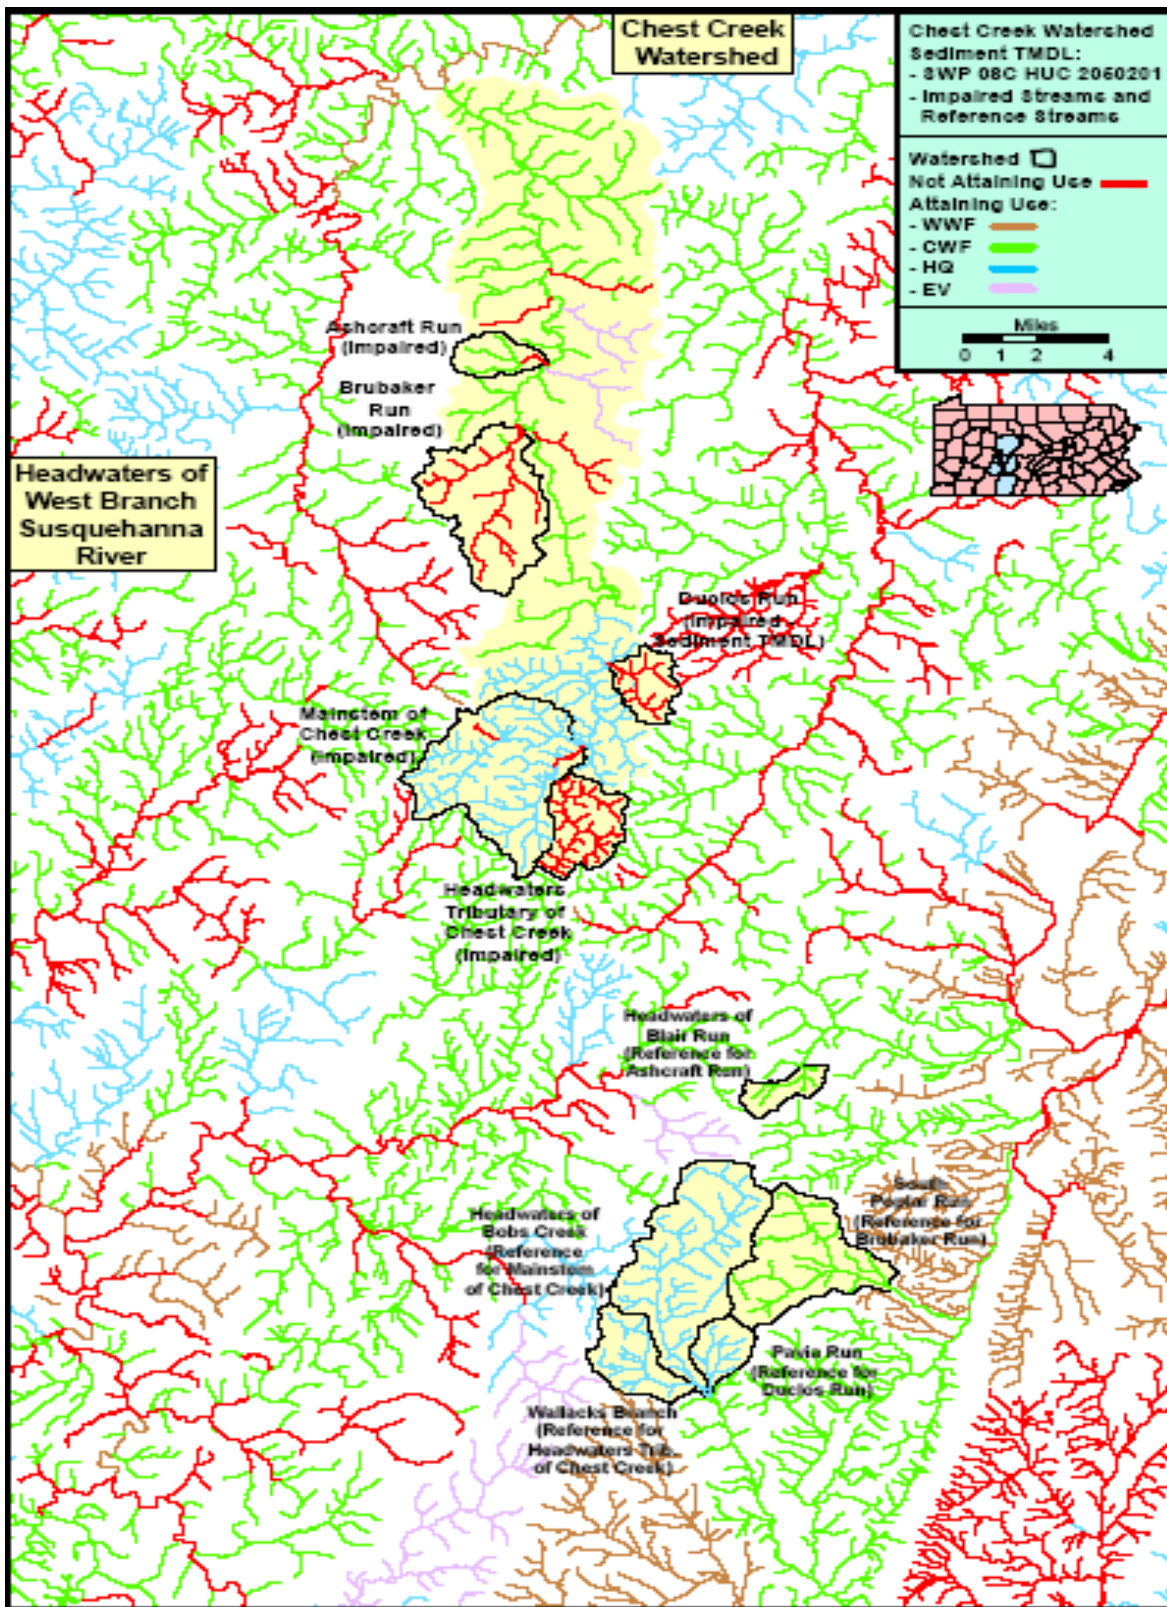 Chest Creek
Watershed
Chest Creek Watershed
Sediment TMDL:
- SWP 08C HUC 2050201
- Impaired Streams and
Reference Streams
Watershed
Not Attaining Use
Attaining Use:
- WWF
- CWF
- HQ
- EV
Miles
0 1 2 4
Ashcraft Run
(Impaired)
Brubaker
Run
(Impaired)
Headwaters of
West Branch
Susquehanna
River
Duclos Run
(Impaired -
Sediment TMDL)
Mainstem of
Chest Creek
(Impaired)
Headwaters
Tributary of
Chest Creek
(Impaired)
Headwaters of
Blair Run
(Reference for
Ashcraft Run)
South
Poplar Run
(Reference for
Brubaker Run)
Headwaters of
Bobs Creek
(Reference
for Mainstem
of Chest Creek)
Pavia Run
(Reference for
Duclos Run)
Wallacks Branch
(Reference for
Headwaters Trib.
of Chest Creek)